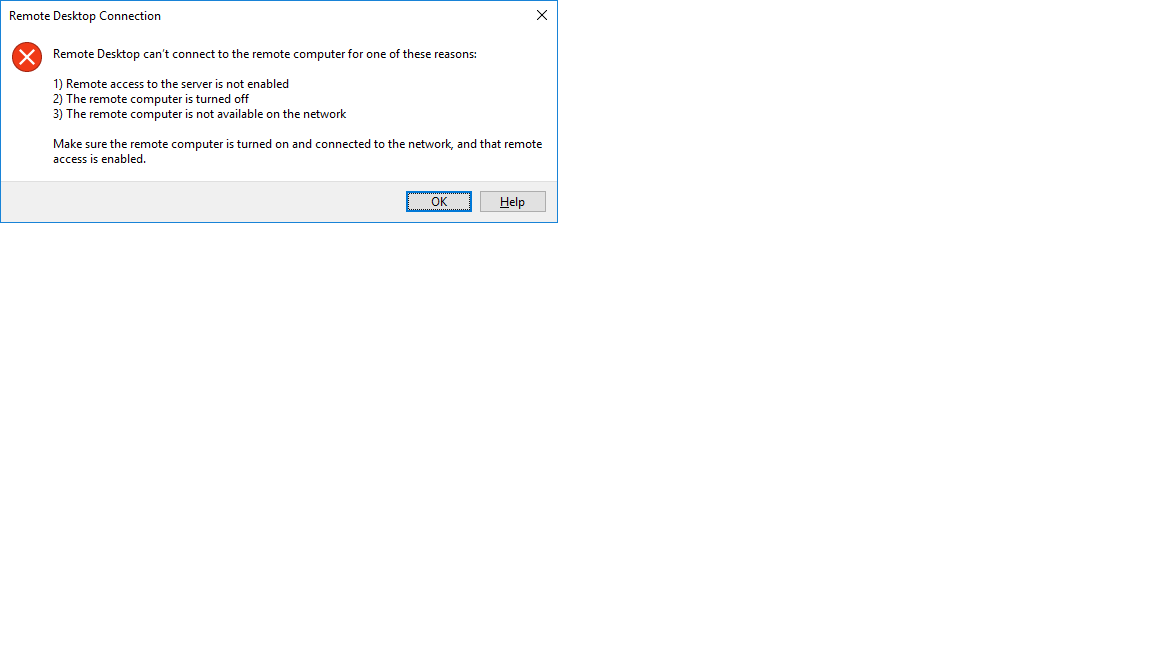 Remote Desktop Connection
Remote Desktop can't connect to the remote computer for one of these reasons:
1) Remote access to the server is not enabled
2) The remote computer is turned off
3) The remote computer is not available on the network
Make sure the remote computer is turned on and connected to the network, and that remote
access is enabled.
OK
Help